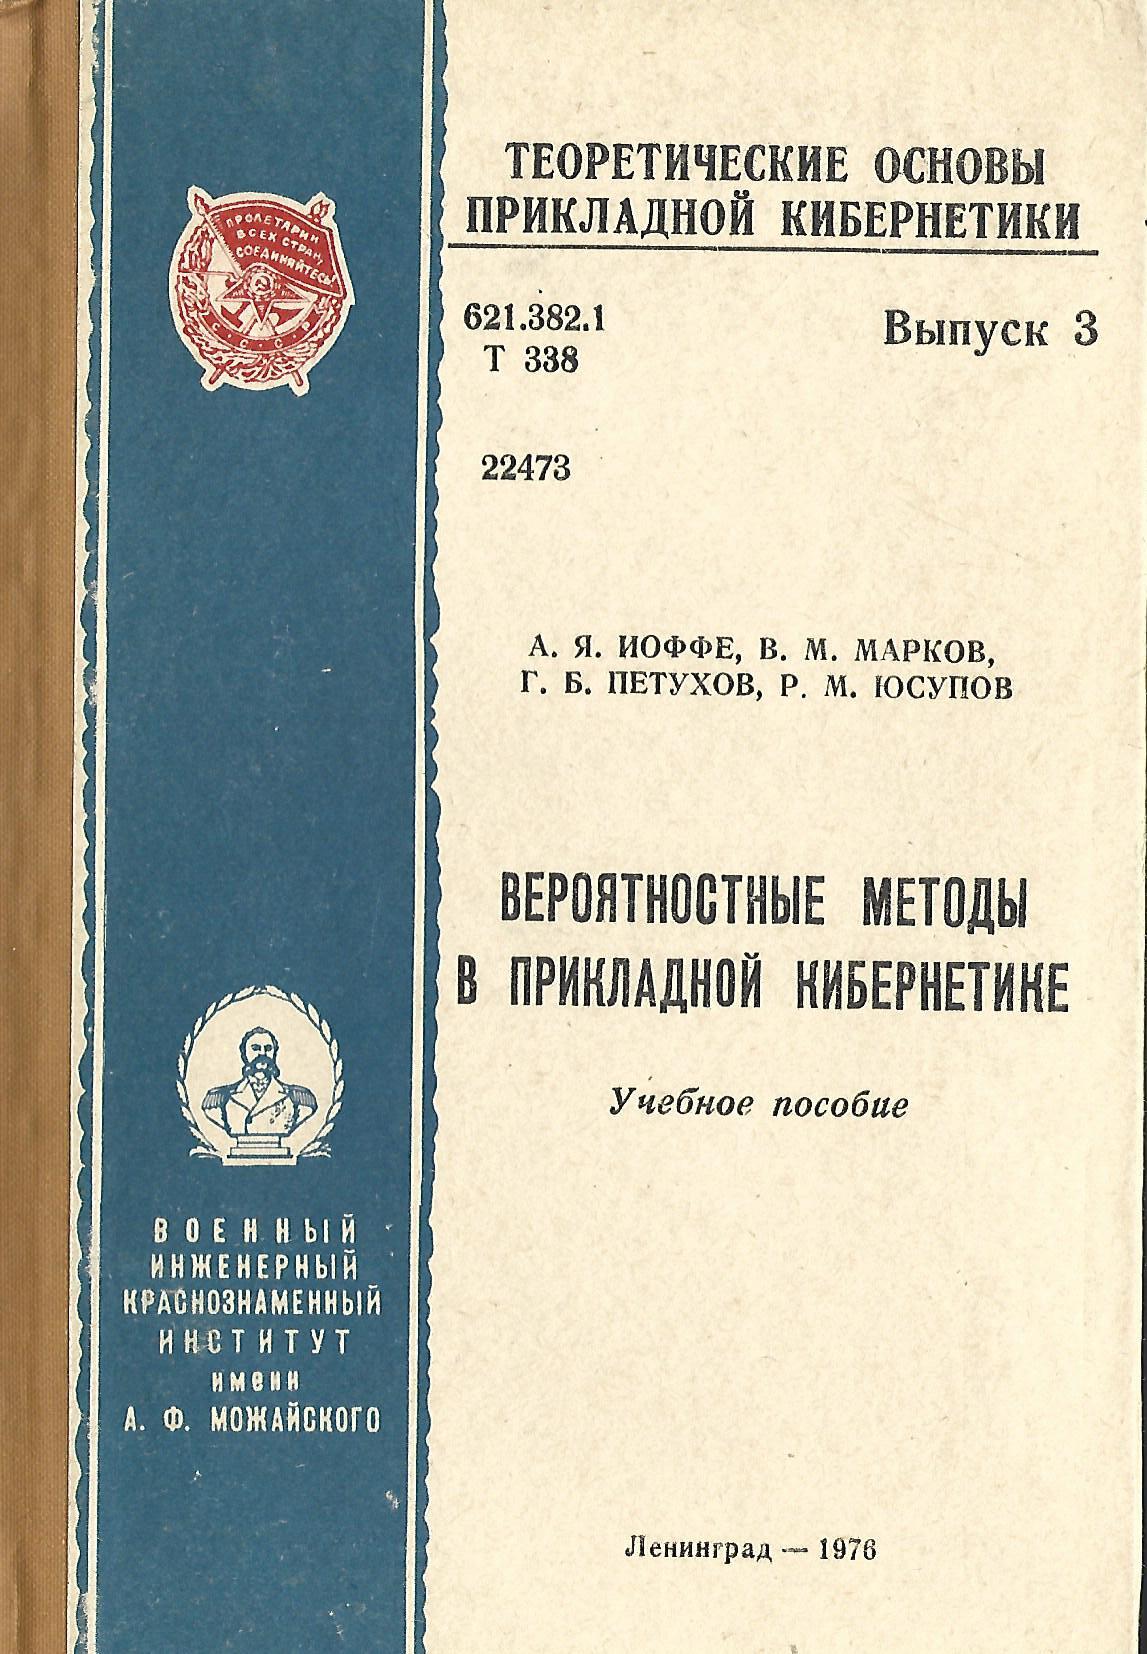 ТЕОРЕТИЧЕСКИЕ ОСНОВЫ
ПРИКЛАДНОЙ КИБЕРНЕТИКИ
621.382.1
Т 338
Выпуск 3
22473
А. Я. ИОФФЕ, В. М. МАРКОВ,
Г. Б. ПЕТУХОВ, Р. М. ЮСУПОВ
ВЕРОЯТНОСТНЫЕ МЕТОДЫ
В ПРИКЛАДНОЙ КИБЕРНЕТИКЕ
Учебное пособие
Ленинград — 1976
ПРОЛЕТАРИИ
ВСЕХ СТРАН,
СОЕДИНЯЙТЕСЬ
С. С. С. Р
ВОЕННЫЙ
ИНЖЕНЕРНЫЙ
КРАСНОЗНАМЕННЫЙ
ИНСТИТУТ
имени
А. Ф. МОЖАЙСКОГО